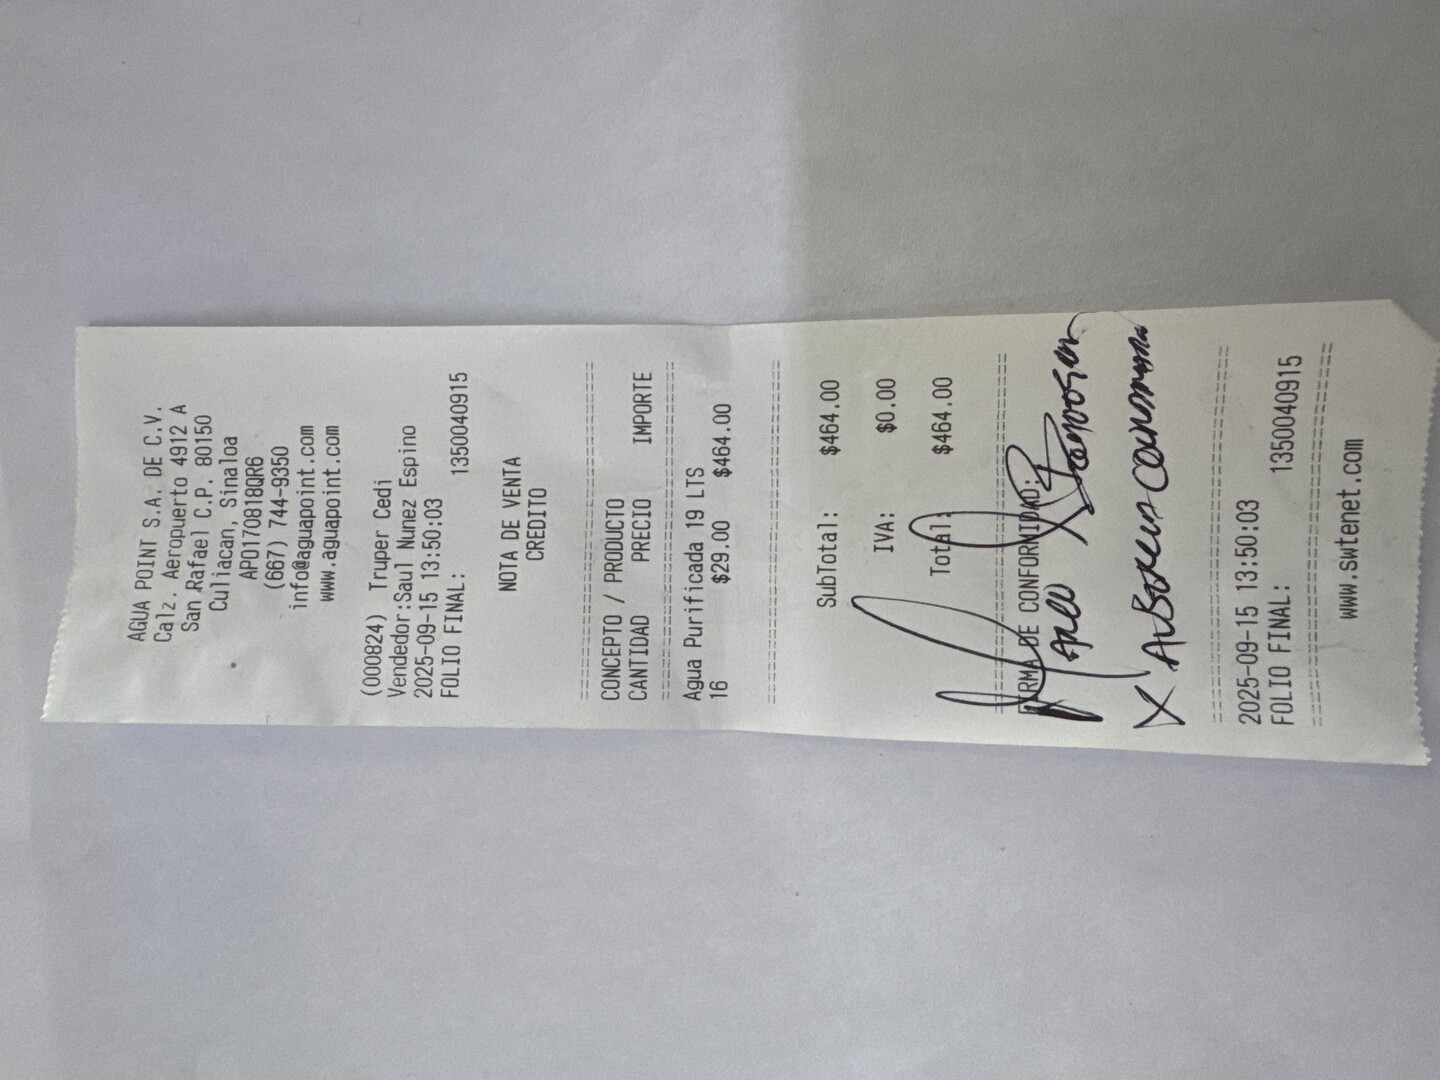 AGUA POINT S.A. DE C.V.
Calz. Aeropuerto 4912 A
San Rafael C.P. 80150
Culiacan, Sinaloa
APO170818QR6
(667) 744-9350
info@aguapoint.com
www.aguapoint.com
(000824) Truper Cedi
Vendedor:Saul Nunez Espino
2025-09-15 13:50:03
FOLIO FINAL: 1350040915
NOTA DE VENTA
CREDITO
CONCEPTO / PRODUCTO
CANTIDAD PRECIO IMPORTE
Agua Purificada 19 LTS
16 $29.00 $464.00
SubTotal: $464.00
IVA: $0.00
Total: $464.00
FIRMA DE CONFORMIDAD:
2025-09-15 13:50:03
FOLIO FINAL: 1350040915
www.swtenet.com